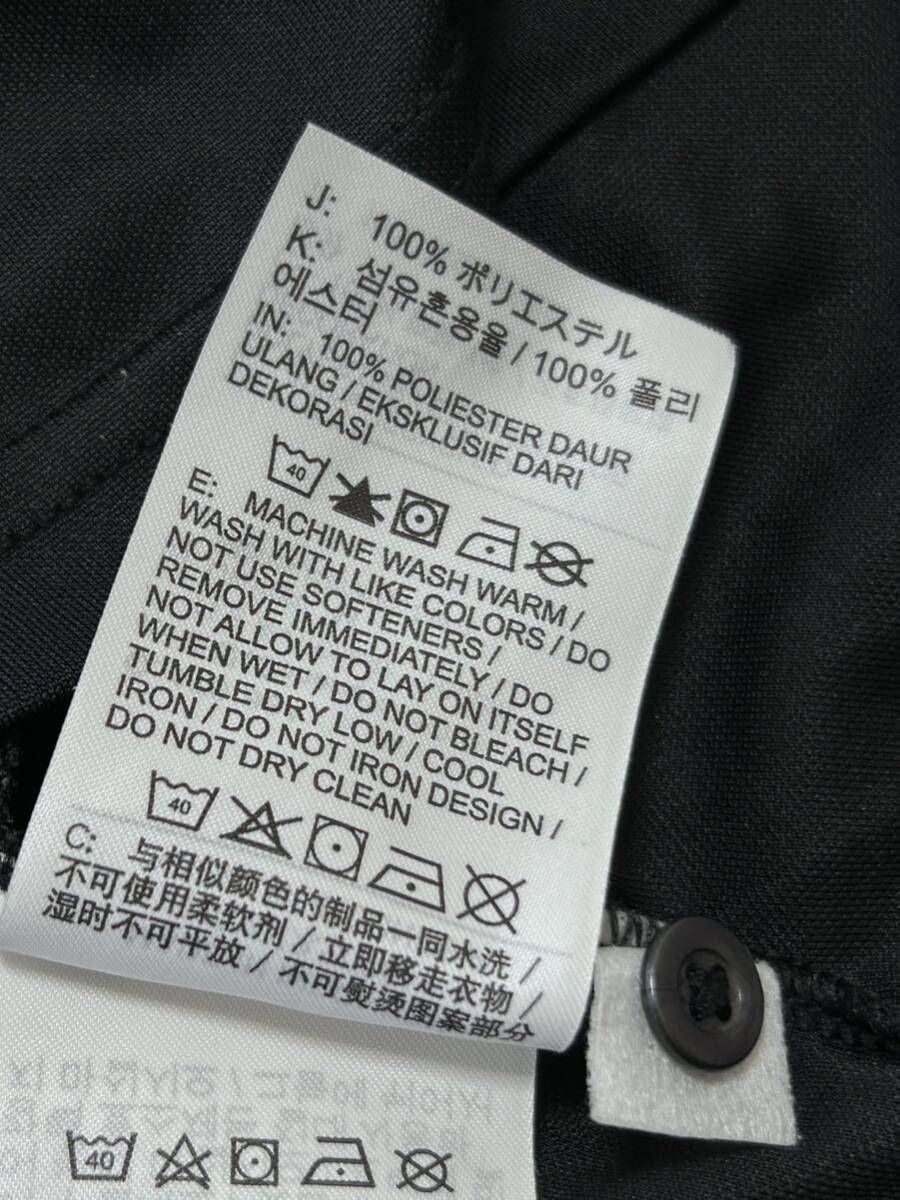 J: 100% ポリエステル
K: 섬유혼용율 / 100% 폴리
에스터
IN: 100% POLIESTER DAUR
ULANG / EKSKLUSIF DARI
DEKORASI
40
E: MACHINE WASH WARM /
WASH WITH LIKE COLORS / DO
NOT USE SOFTENERS /
REMOVE IMMEDIATELY / DO
NOT ALLOW TO LAY ON ITSELF
WHEN WET / DO NOT BLEACH /
TUMBLE DRY LOW / COOL
IRON / DO NOT IRON DESIGN /
DO NOT DRY CLEAN
40
C: 与相似颜色的制品一同水洗 /
不可使用柔软剂 / 立即移走衣物 /
湿时不可平放 / 不可熨烫图案部分
40